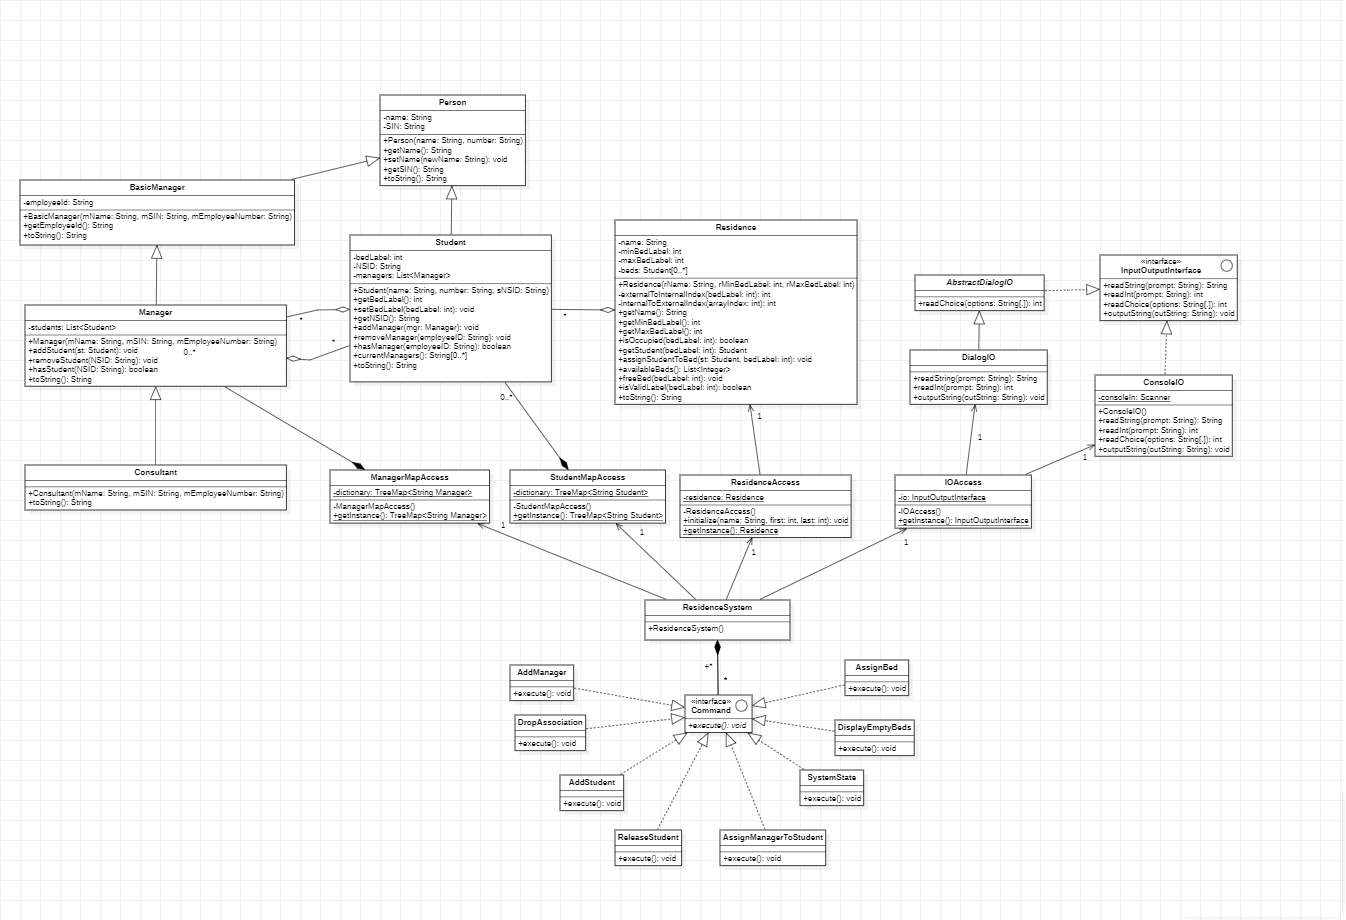 Person
-name: String
-SIN: String
+Person(name: String, number: String)
+getName(): String
+setName(newName: String): void
+getSIN(): String
+toString(): String
BasicManager
-employeeId: String
+BasicManager(mName: String, mSIN: String, mEmployeeNumber: String)
+getEmployeeId(): String
+toString(): String
Student
-bedLabel: int
-NSID: String
-managers: List<Manager>
+Student(name: String, number: String, sNSID: String)
+getBedLabel(): int
+setBedLabel(bedLabel: int): void
+getNSID(): String
+addManager(mgr: Manager): void
+removeManager(employeeID: String): void
+hasManager(employeeID: String): boolean
+currentManagers(): String[0..*]
+toString(): String
Residence
-name: String
-minBedLabel: int
-maxBedLabel: int
-beds: Student[0..*]
+Residence(rName: String, rMinBedLabel: int, rMaxBedLabel: int)
-externalToInternalIndex(bedLabel: int): int
-internalToExternalIndex(arrayIndex: int): int
+getName(): String
+getMinBedLabel(): int
+getMaxBedLabel(): int
+isOccupied(bedLabel: int): boolean
+getStudent(bedLabel: int): Student
+assignStudentToBed(st: Student, bedLabel: int): void
+availableBeds(): List<Integer>
+freeBed(bedLabel: int): void
+isValidLabel(bedLabel: int): boolean
+toString(): String
AbstractDialogIO
+readChoice(options: String[,]): int
«interface»
InputOutputInterface
+readString(prompt: String): String
+readInt(prompt: String): int
+readChoice(options: String[,]): int
+outputString(outString: String): void
Manager
-students: List<Student>
+Manager(mName: String, mSIN: String, mEmployeeNumber: String)
+addStudent(st: Student): void
+removeStudent(NSID: String): void
+hasStudent(NSID: String): boolean
+toString(): String
0..*
*
*
*
DialogIO
+readString(prompt: String): String
+readInt(prompt: String): int
+outputString(outString: String): void
ConsoleIO
-consoleIn: Scanner
+ConsoleIO()
+readString(prompt: String): String
+readInt(prompt: String): int
+readChoice(options: String[,]): int
+outputString(outString: String): void
0..*
1
1
1
Consultant
+Consultant(mName: String, mSIN: String, mEmployeeNumber: String)
+toString(): String
ManagerMapAccess
-dictionary: TreeMap<String Manager>
-ManagerMapAccess()
+getInstance(): TreeMap<String Manager>
StudentMapAccess
-dictionary: TreeMap<String Student>
-StudentMapAccess()
+getInstance(): TreeMap<String Student>
ResidenceAccess
-residence: Residence
-ResidenceAccess()
+initialize(name: String, first: int, last: int): void
+getInstance(): Residence
IOAccess
-io: InputOutputInterface
-IOAccess()
+getInstance(): InputOutputInterface
1
1
1
1
ResidenceSystem
+ResidenceSystem()
+*
*
AddManager
+execute(): void
AssignBed
+execute(): void
«interface»
Command
+execute(): void
DropAssociation
+execute(): void
DisplayEmptyBeds
+execute(): void
AddStudent
+execute(): void
SystemState
+execute(): void
ReleaseStudent
+execute(): void
AssignManagerToStudent
+execute(): void